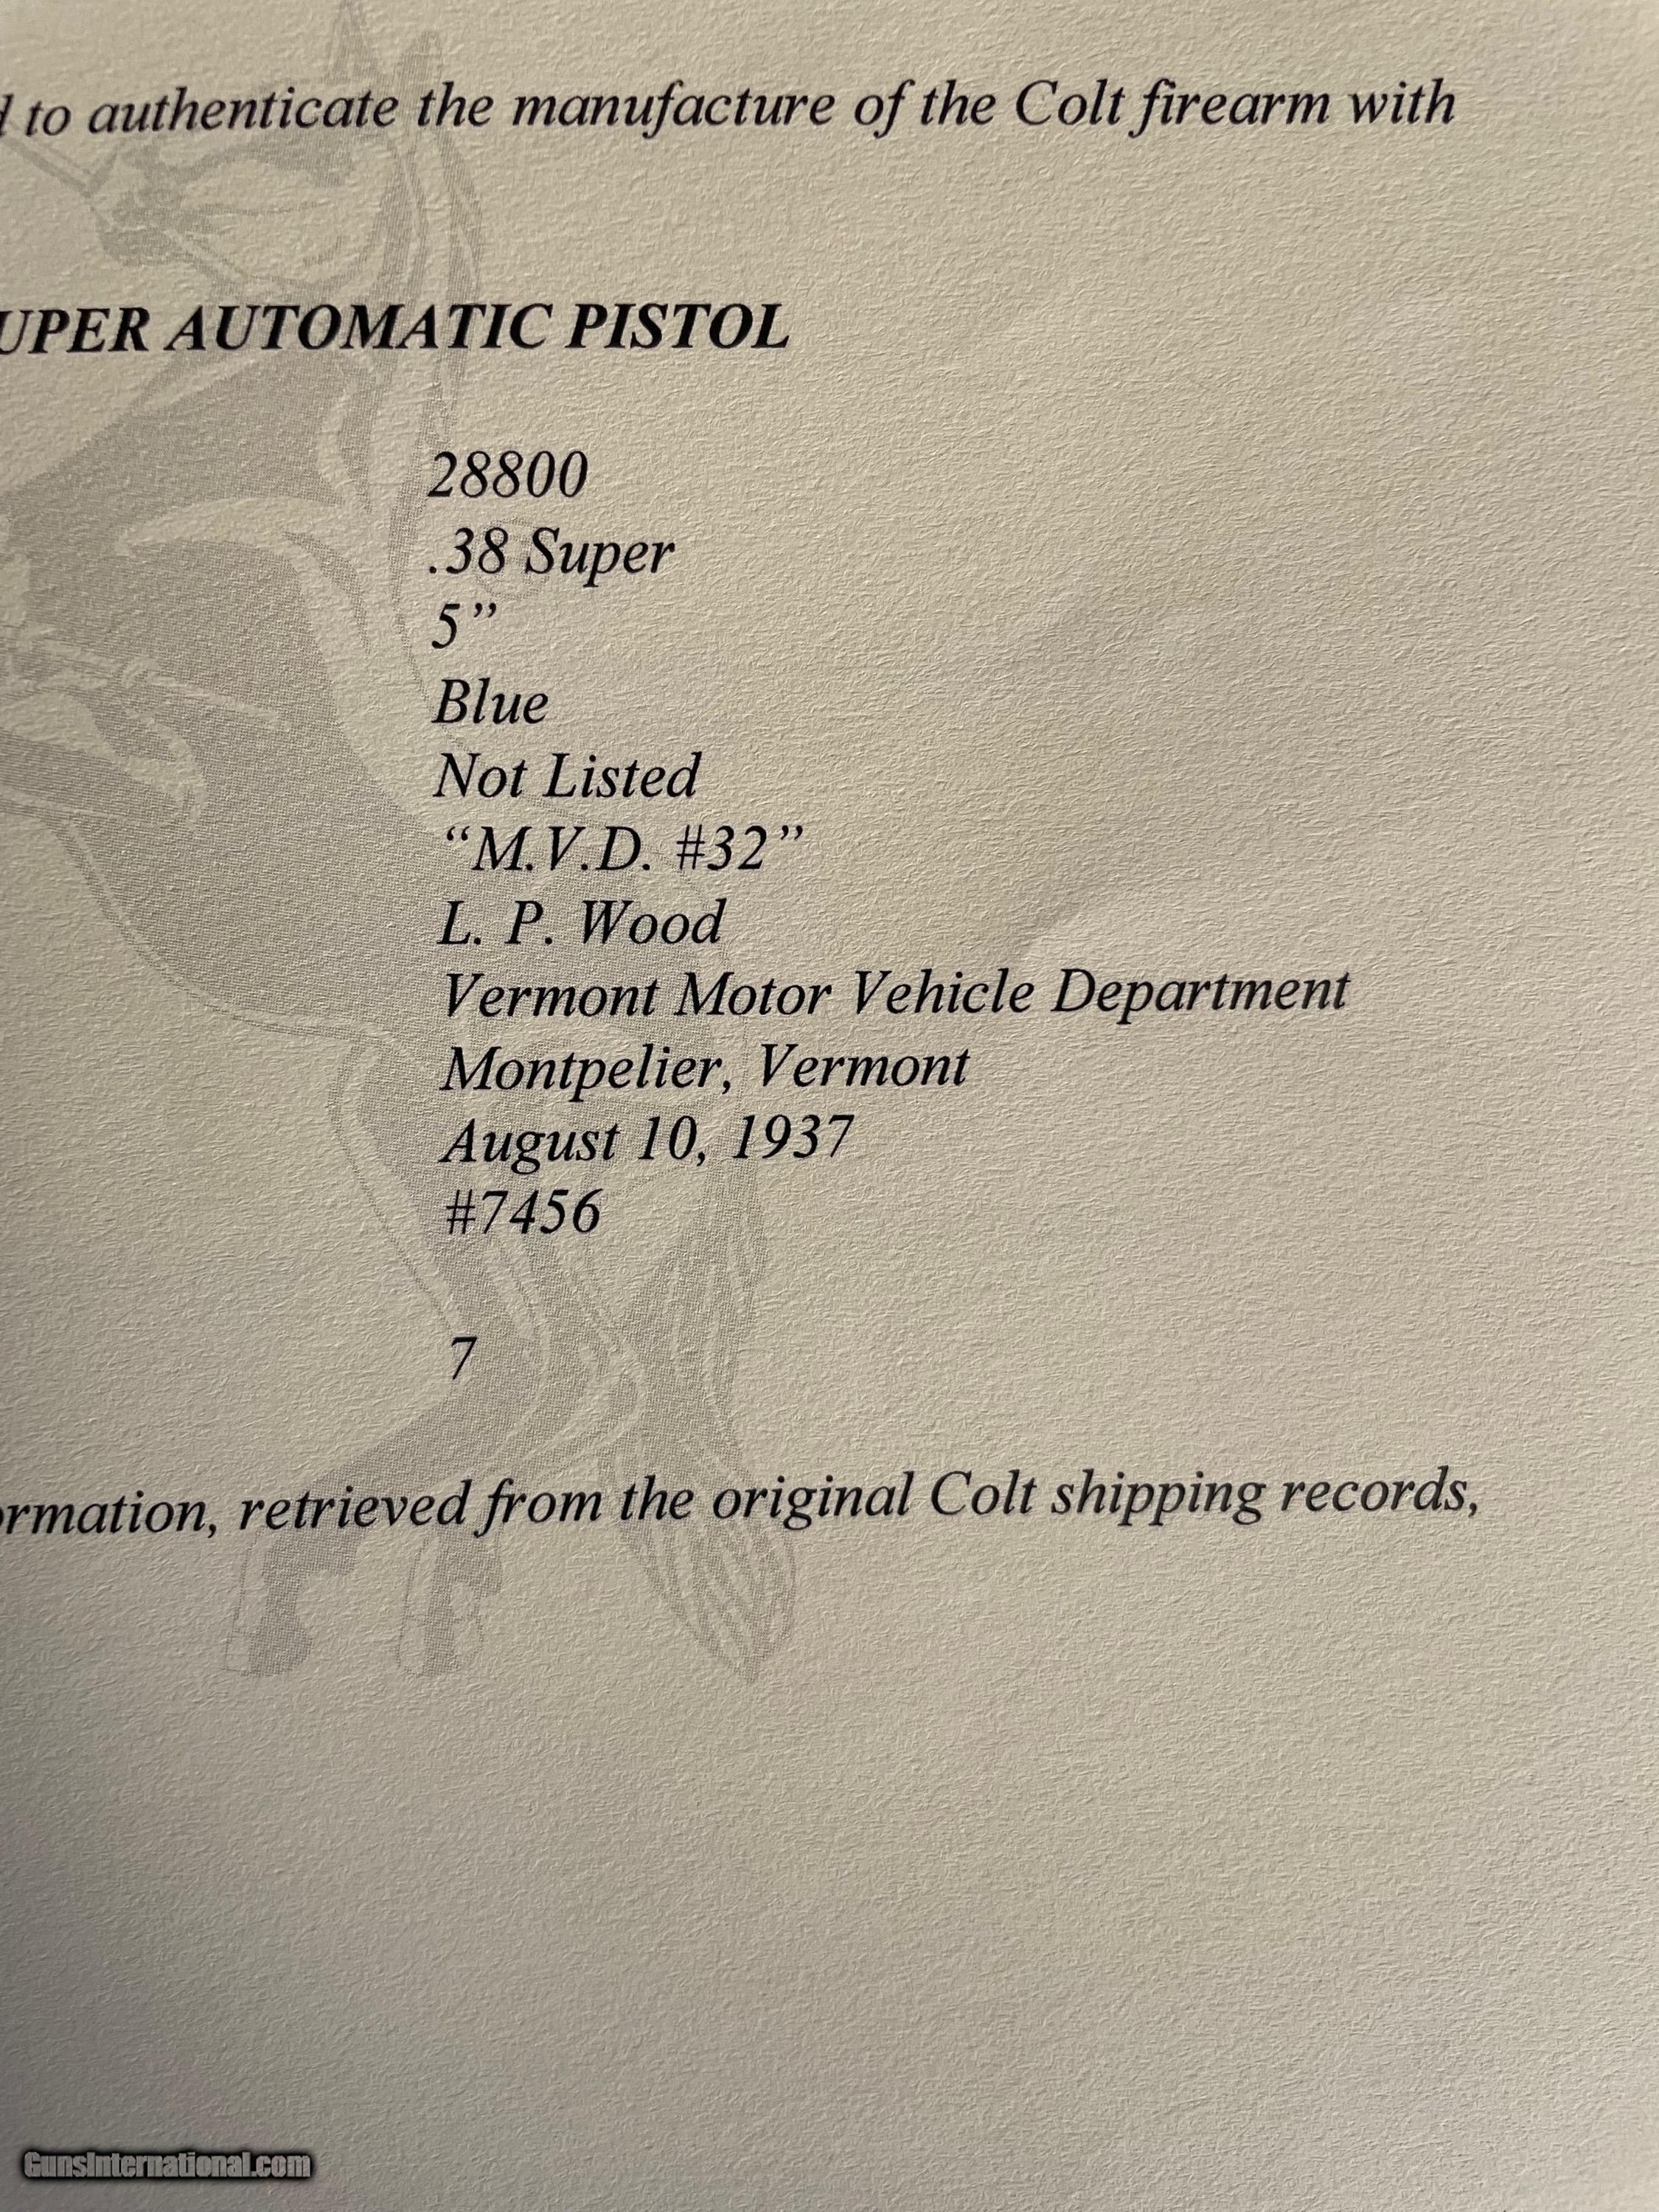 to authenticate the manufacture of the Colt firearm with
UPER AUTOMATIC PISTOL
28800
.38 Super
5”
Blue
Not Listed
“M.V.D. #32”
L. P. Wood
Vermont Motor Vehicle Department
Montpelier, Vermont
August 10, 1937
#7456
7
ormation, retrieved from the original Colt shipping records,
GunsInternational.com